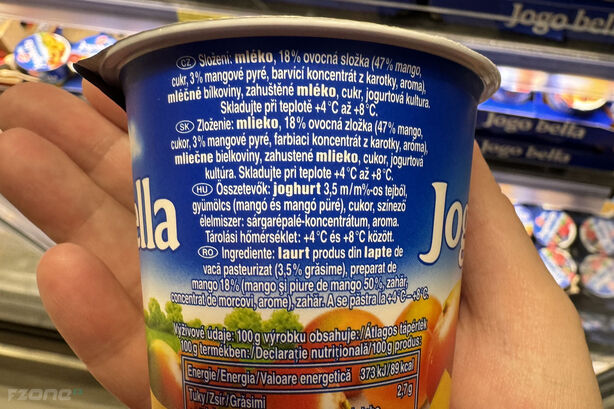 Jogo bella
Jogo bella
ella
Jog
CZ Složení: mléko, 18% ovocná složka (47% mango,
cukr, 3% mangové pyré, barvící koncentrát z karotky, aroma),
mléčné bílkoviny, zahuštěné mléko, cukr, jogurtová kultura.
Skladujte při teplotě +4°C až +8°C.
SK Zloženie: mlieko, 18% ovocná zložka (47% mango,
cukor, 3% mangové pyré, farbiaci koncentrát z karotky, aróma),
mliečne bielkoviny, zahustené mlieko, cukor, jogurtová
kultúra. Skladujte pri teplote +4°C až +8°C.
HU Összetevők: joghurt 3,5 m/m%-os tejből,
gyümölcs (mangó és mangó püré), cukor, színező
élelmiszer: sárgarépalé-koncentrátum, aroma.
Tárolási hőmérséklet: +4°C és +8°C között.
RO Ingrediente: Iaurt produs din lapte de
vacă pasteurizat (3,5% grăsime), preparat de
mango 18% (mango si piure de mango 50%, zahăr,
concentrat de morcovi, aromě), zahăr. A se păstra la +4°C–+8°C.
Výživové údaje: 100 g výrobku obsahuje:/Átlagos tápérték
100 g termékben:/Declarație nutrițională/100 g produs:
Energie/Energia/Valoare energetică 373 kJ/89 kcal
Tuky/Zsír/Grăsimi 2,7 g
FZONE